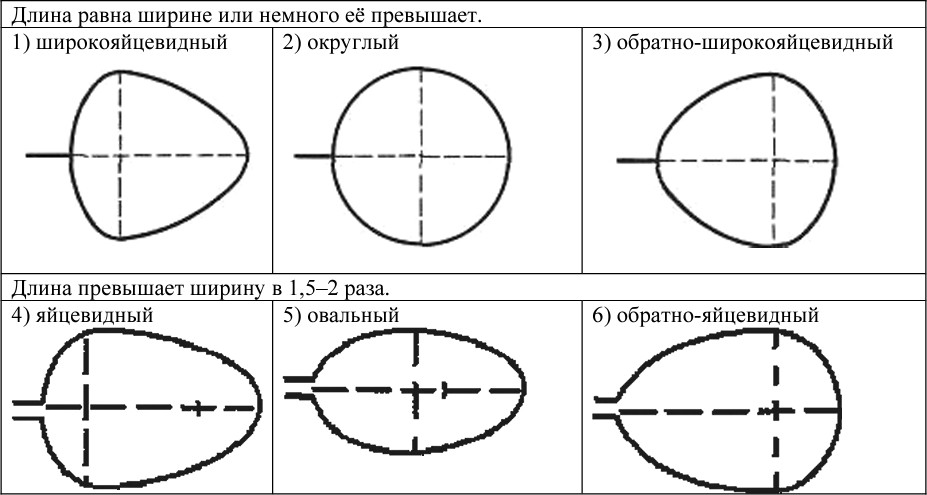 Длина равна ширине или немного её превышает.
1) широкояйцевидный
2) округлый
3) обратно-широкояйцевидный
Длина превышает ширину в 1,5–2 раза.
4) яйцевидный
5) овальный
6) обратно-яйцевидный